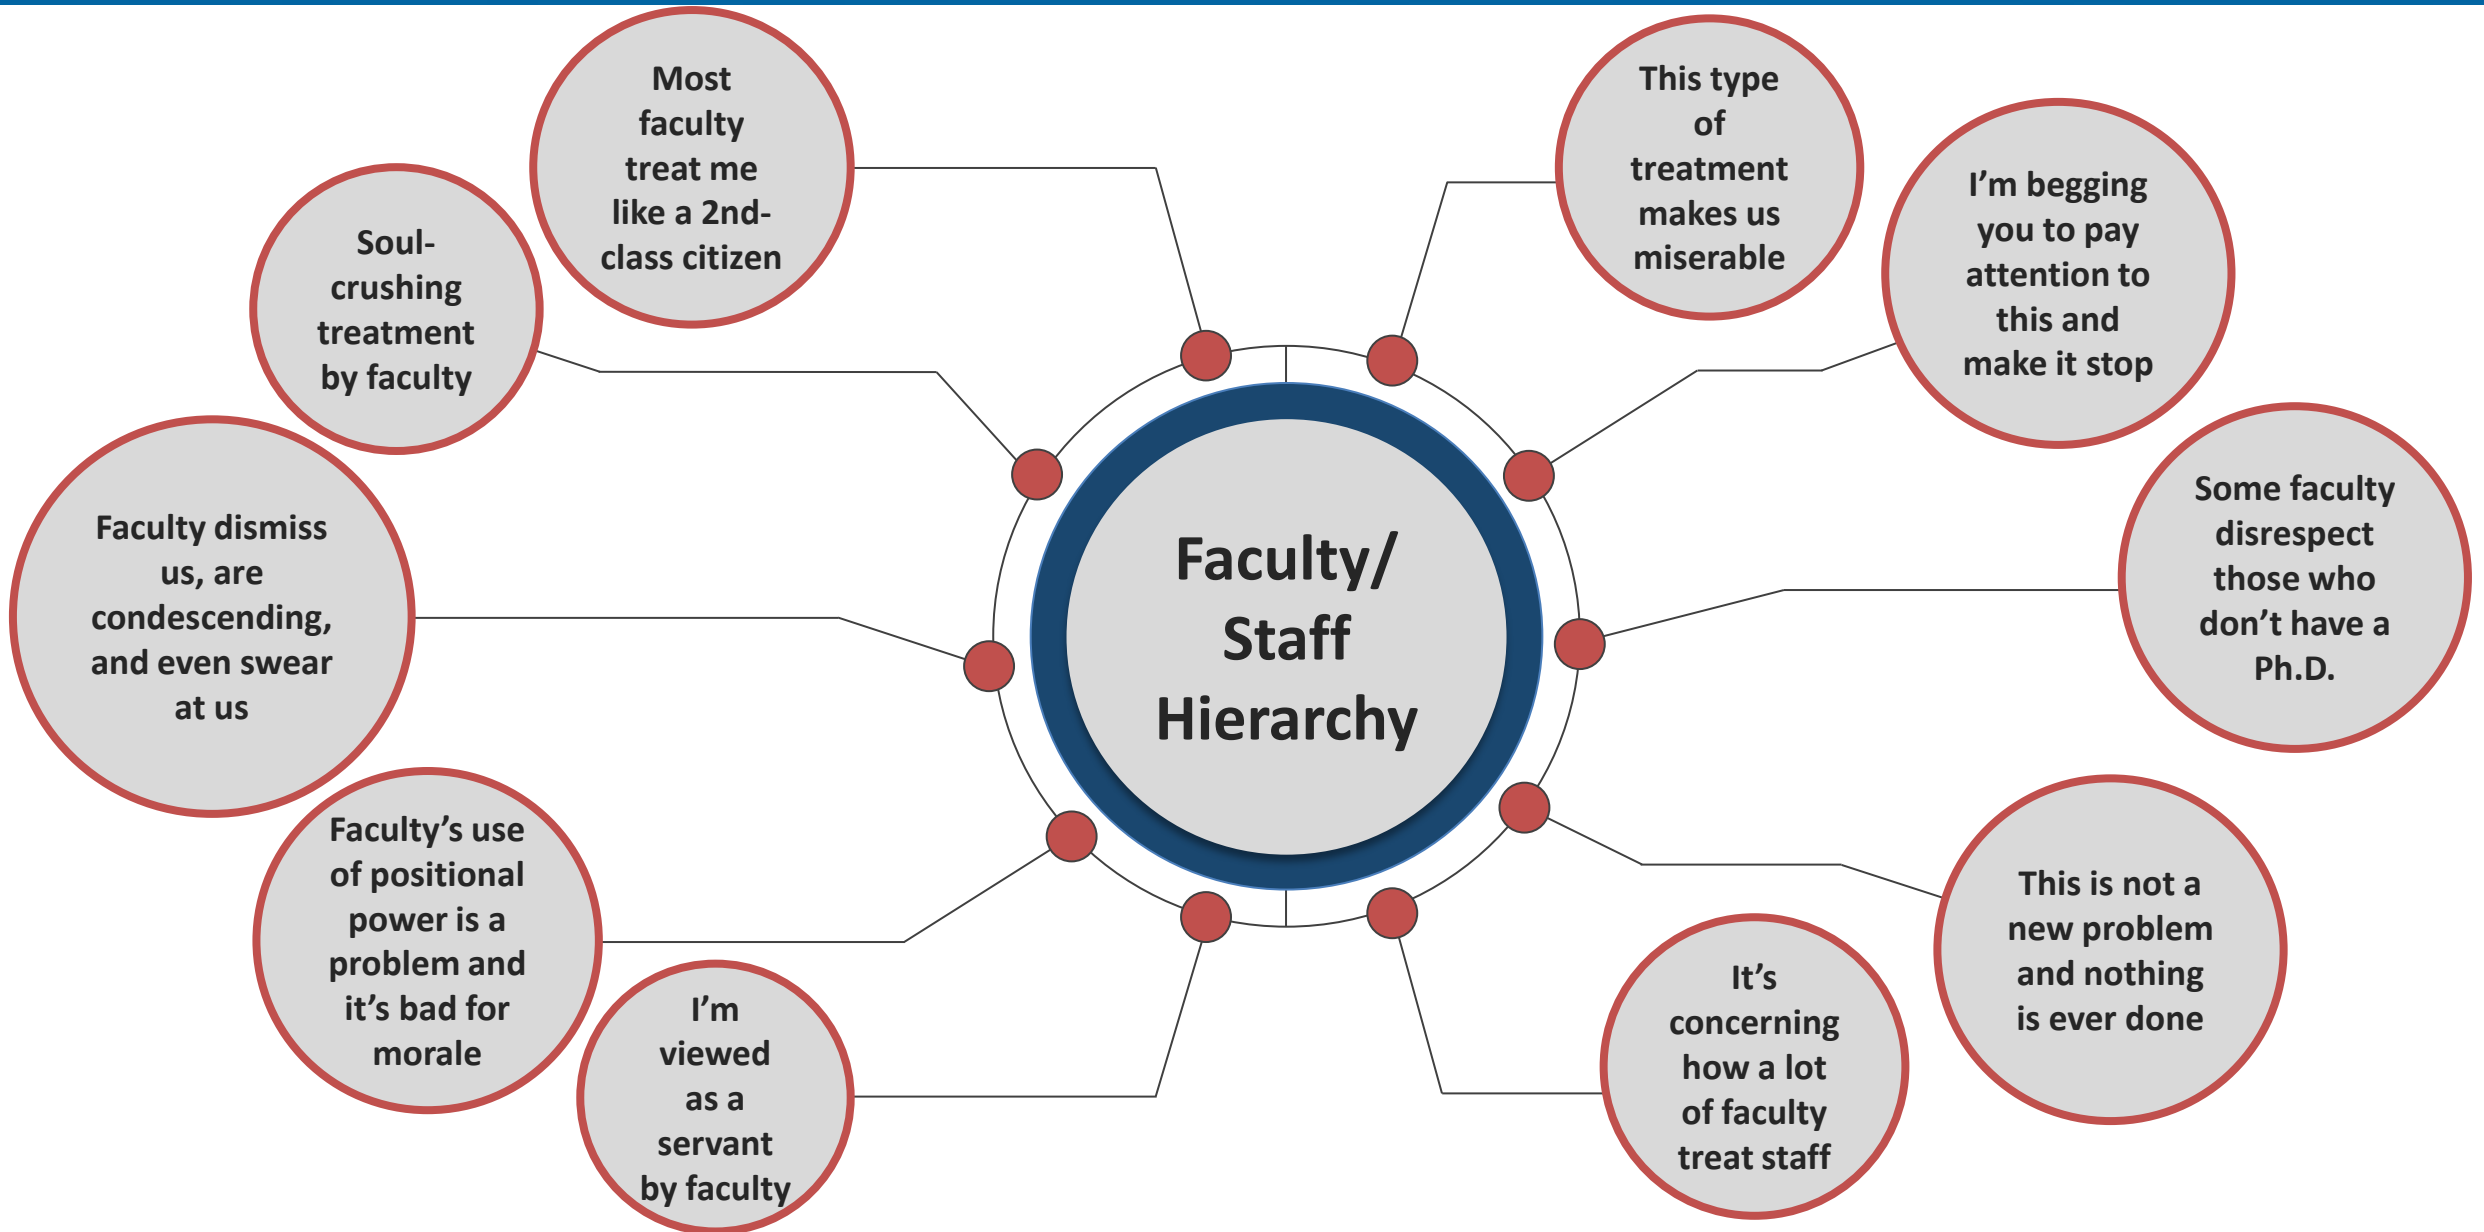 Most
faculty
treat me
like a 2nd-
class citizen
Soul-
crushing
treatment
by faculty
Faculty dismiss
us, are
condescending,
and even swear
at us
Faculty’s use
of positional
power is a
problem and
it’s bad for
morale
I’m
viewed
as a
servant
by faculty
Faculty/
Staff
Hierarchy
This type
of
treatment
makes us
miserable
I’m begging
you to pay
attention to
this and
make it stop
Some faculty
disrespect
those who
don’t have a
Ph.D.
This is not a
new problem
and nothing
is ever done
It’s
concerning
how a lot
of faculty
treat staff